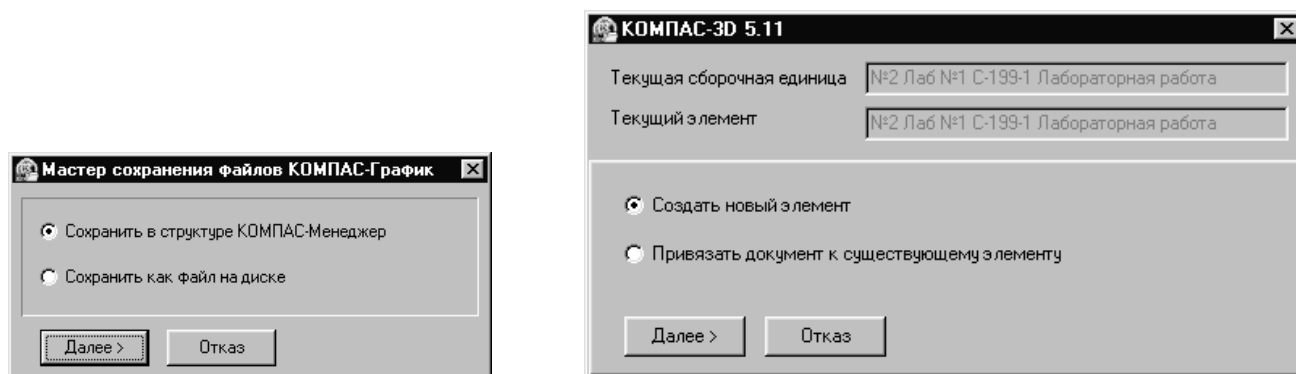 Мастер сохранения файлов КОМПАС-График
Сохранить в структуре КОМПАС-Менеджер
Сохранить как файл на диске
Далее >
Отказ
КОМПАС-3D 5.11
Текущая сборочная единица
№2 Лаб №1 С-199-1 Лабораторная работа
Текущий элемент
№2 Лаб №1 С-199-1 Лабораторная работа
Создать новый элемент
Привязать документ к существующему элементу
Далее >
Отказ